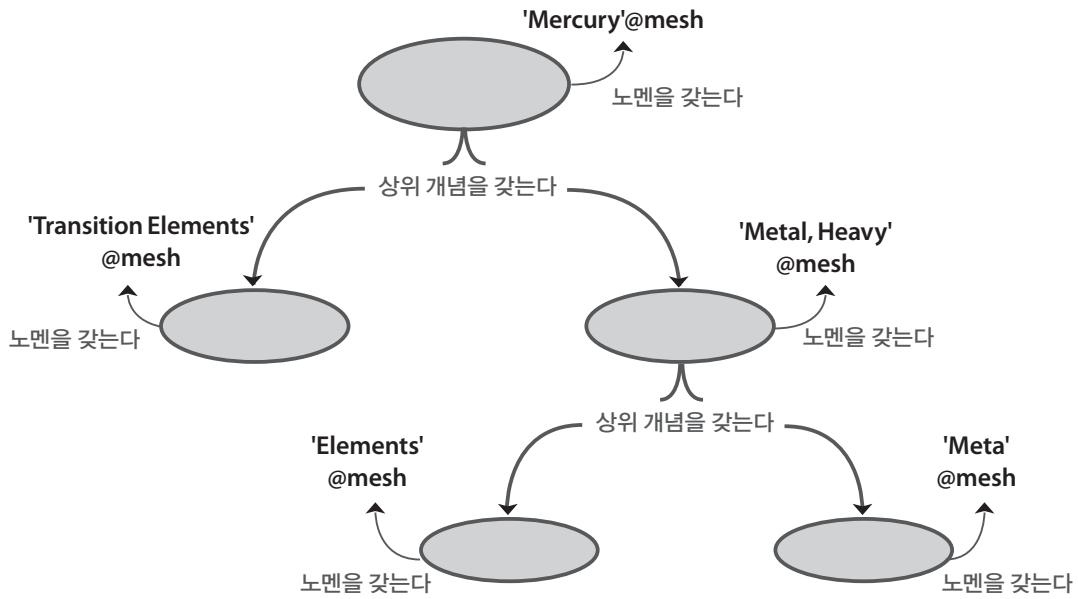 'Mercury'@mesh
노멘을 갖는다
상위 개념을 갖는다
'Transition Elements'
@mesh
노멘을 갖는다
'Metal, Heavy'
@mesh
노멘을 갖는다
상위 개념을 갖는다
'Elements'
@mesh
노멘을 갖는다
'Meta'
@mesh
노멘을 갖는다